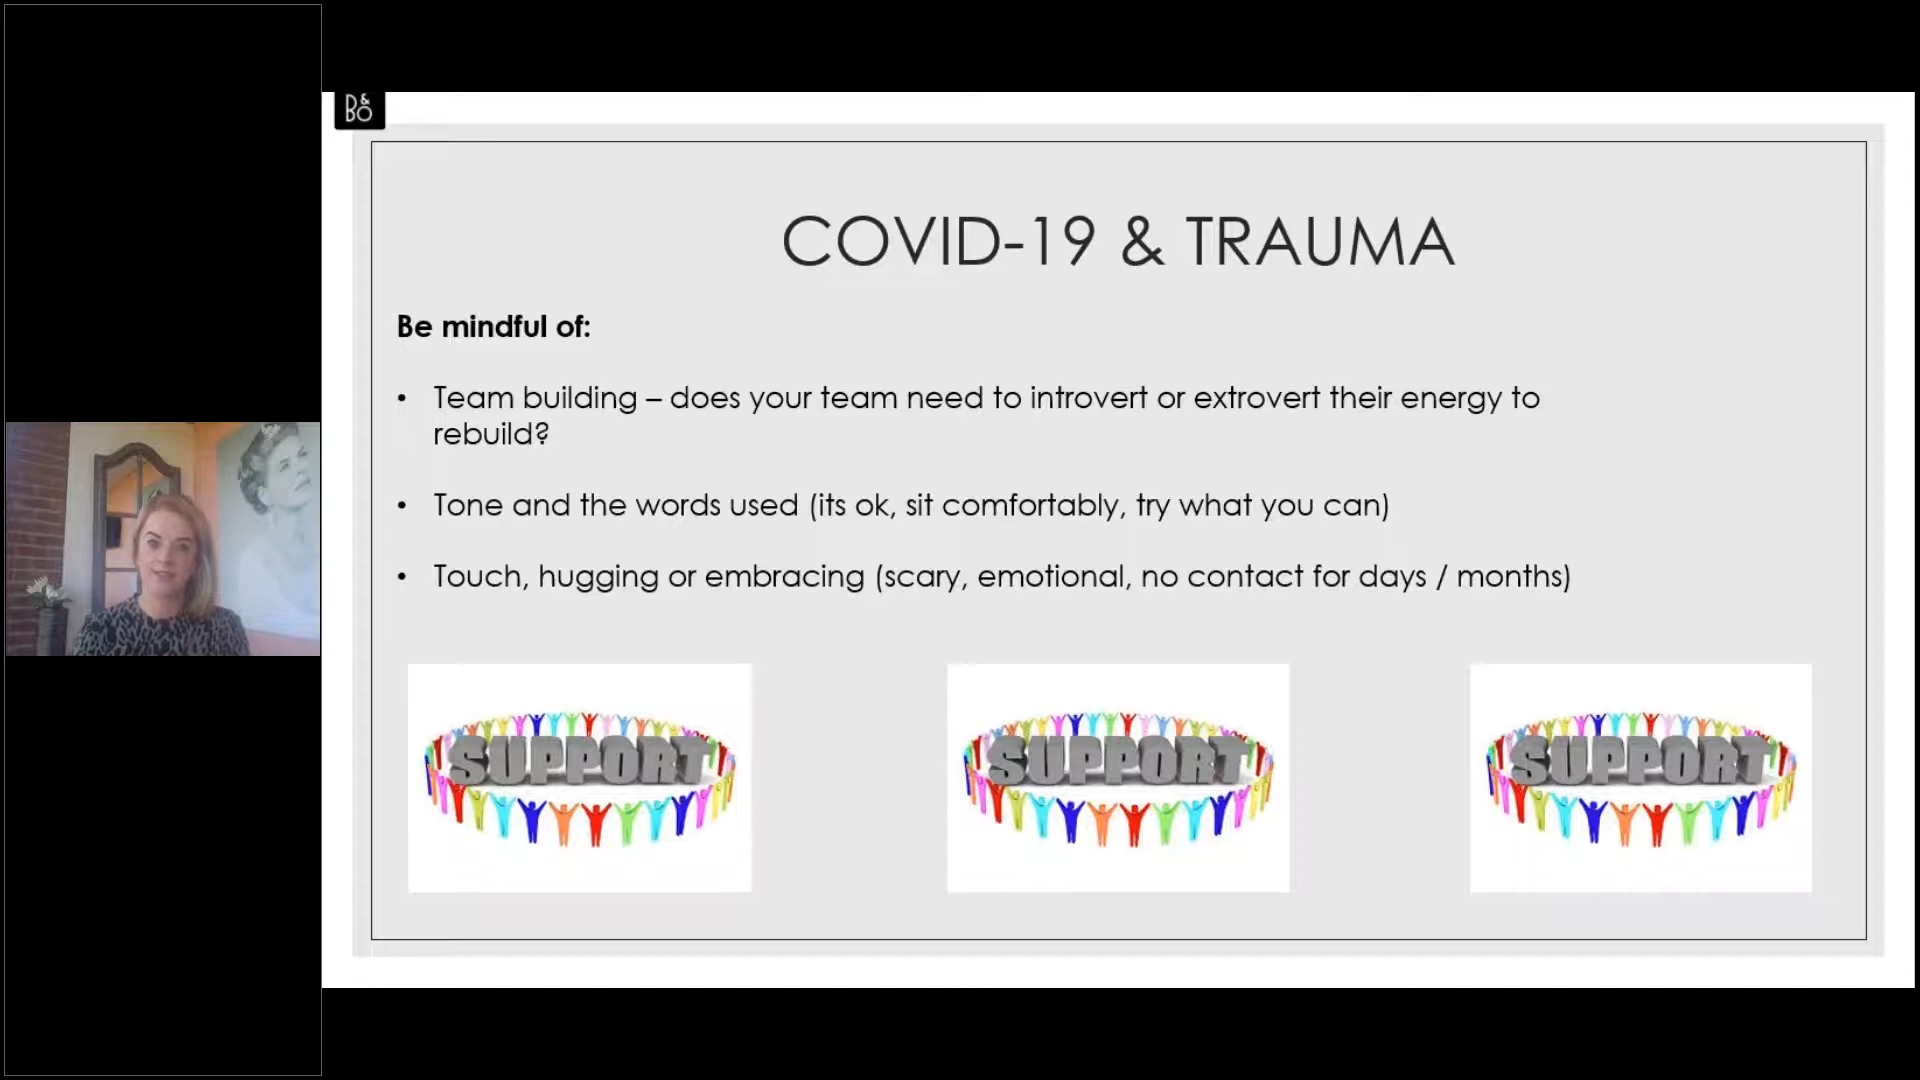 B&O
COVID-19 & TRAUMA
Be mindful of:
• Team building – does your team need to introvert or extrovert their energy to
rebuild?
• Tone and the words used (its ok, sit comfortably, try what you can)
• Touch, hugging or embracing (scary, emotional, no contact for days / months)
SUPPORT SUPPORT SUPPORT